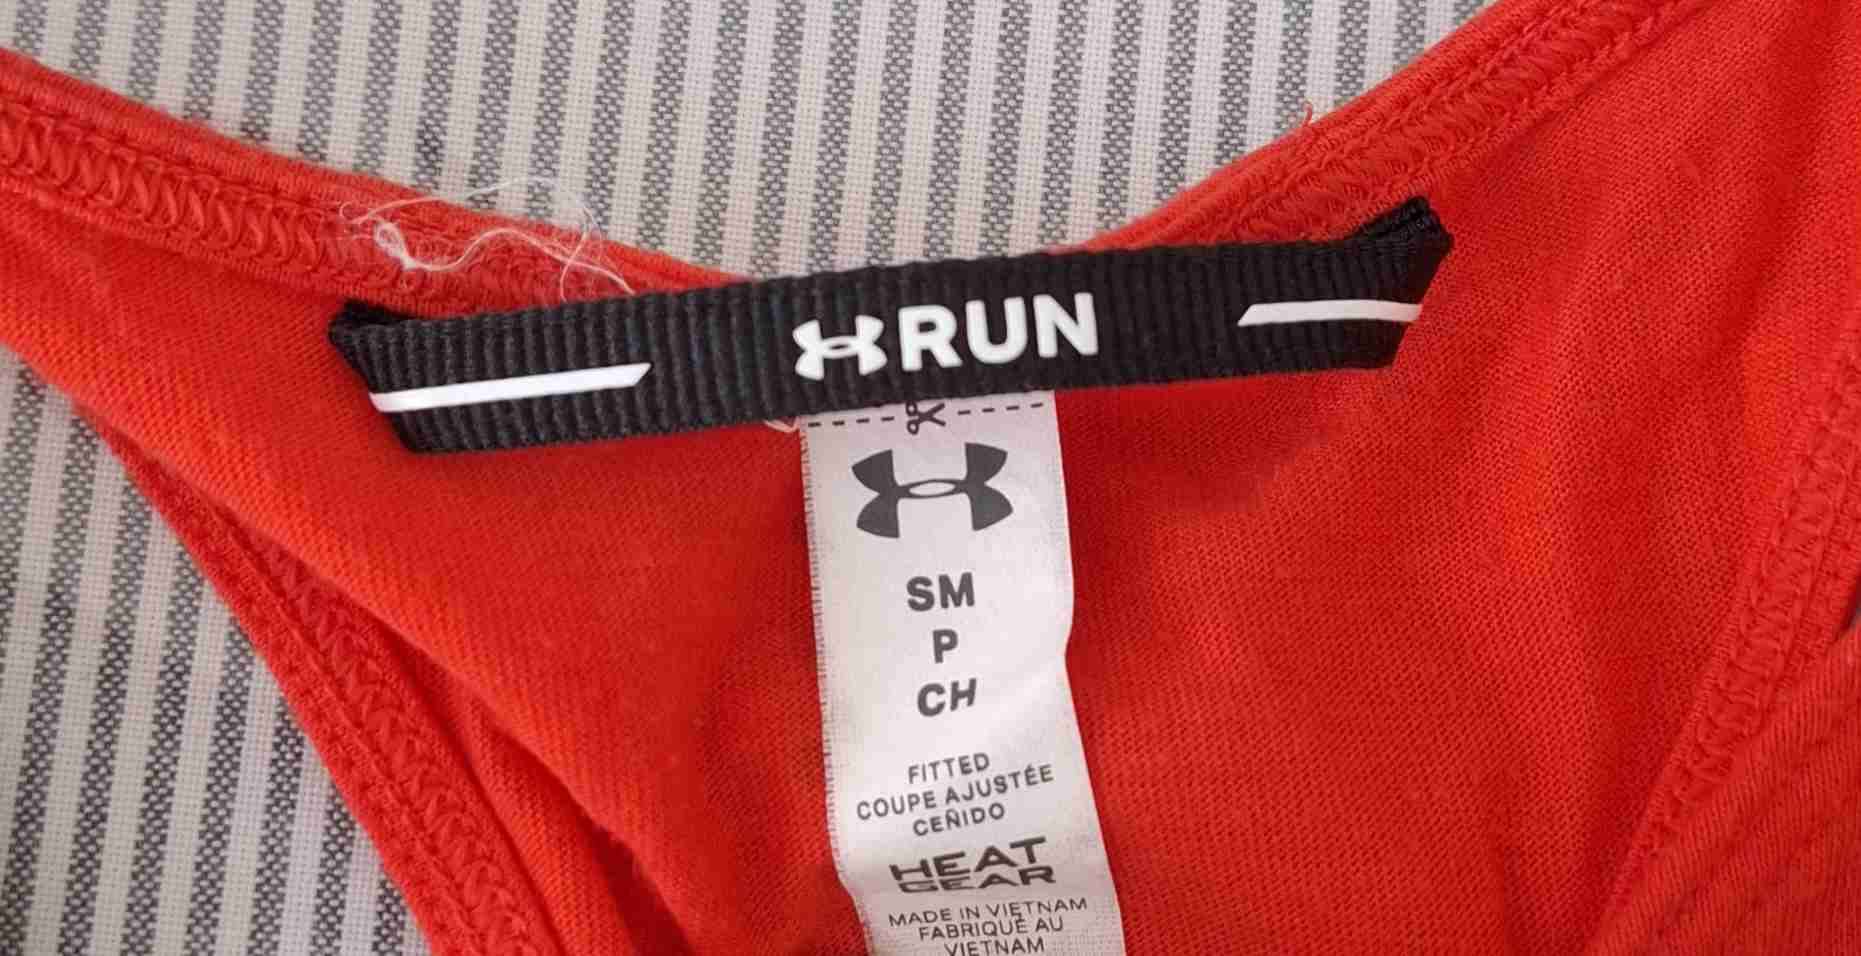 RUN
SM
P
CH
FITTED
COUPE AJUSTÉE
CEÑIDO
HEAT
GEAR
MADE IN VIETNAM
FABRIQUÉ AU
VIETNAM